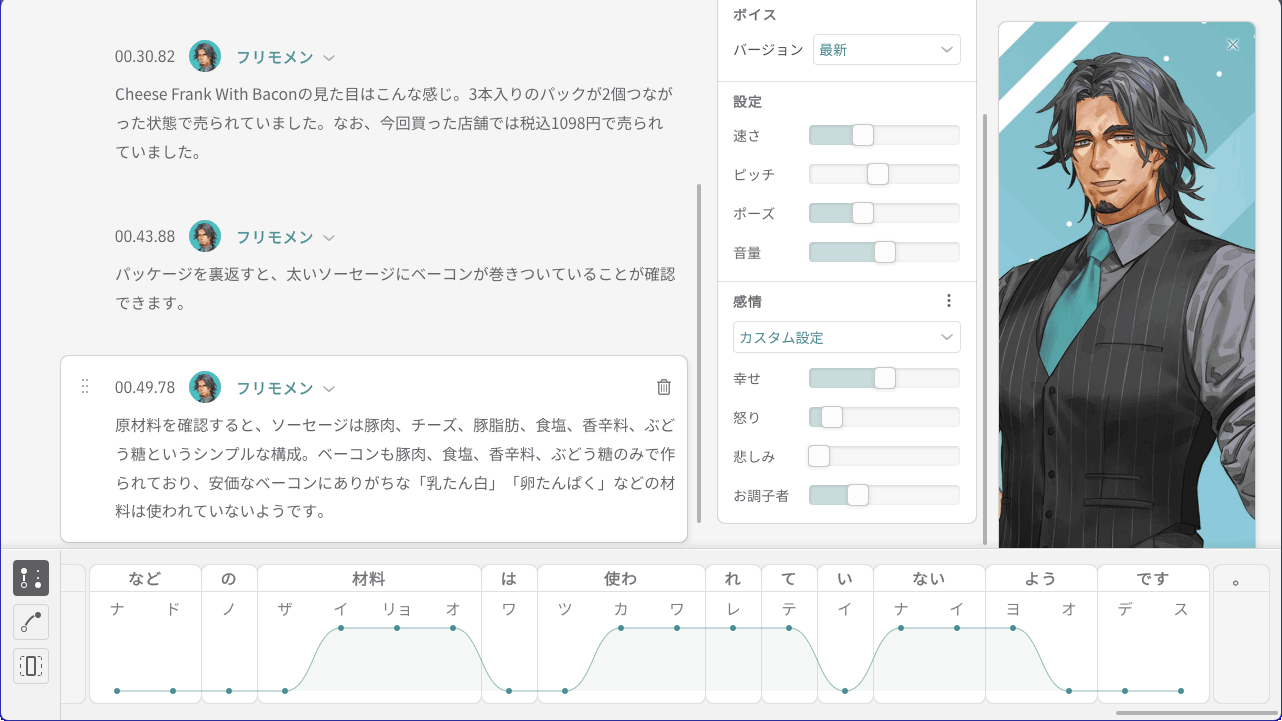 00.30.82 フリモメン
Cheese Frank With Baconの見た目はこんな感じ。3本入りのパックが2個つなが
った状態で売られていました。なお、今回買った店舗では税込1098円で売られ
ていました。
00.43.88 フリモメン
パッケージを裏返すと、太いソーセージにベーコンが巻きついていることが確認
できます。
00.49.78 フリモメン
原材料を確認すると、ソーセージは豚肉、チーズ、豚脂肪、食塩、香辛料、ぶど
う糖というシンプルな構成。ベーコンも豚肉、食塩、香辛料、ぶどう糖のみで作
られており、安価なベーコンにありがちな「乳たん白」「卵たんぱく」などの材
料は使われていないようです。
ボイス
バージョン 最新
設定
速さ
ピッチ
ポーズ
音量
感情
カスタム設定
幸せ
怒り
悲しみ
お調子者
など の 材料 は 使わ れ て い ない よう です 。
ナ ド ノ ザ イ リョ オ ワ ツ カ ワ レ テ イ ナ イ ヨ オ デ ス